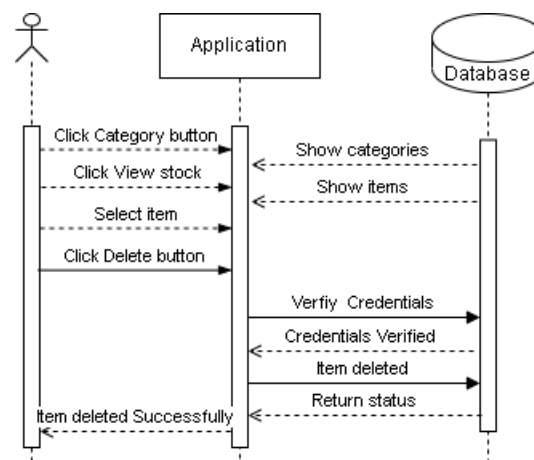 Application
Database
Click Category button
Show categories
Click View stock
Show items
Select item
Click Delete button
Verfiy Credentials
Credentials Verified
Item deleted
Return status
Item deleted Successfully